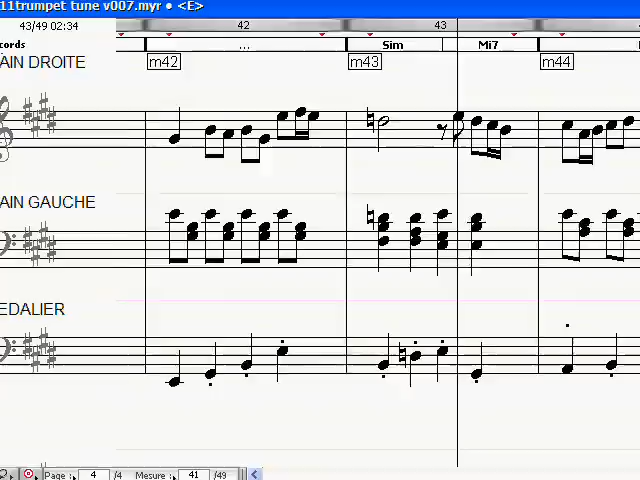 11trumpet tune v007.myr • <E>
43/49 02:34 42 43
cords ... Sim Mi7
AIN DROITE m42 m43 m44
AIN GAUCHE
EDALIER
Page : 4 /4 Mesure : 41 /49